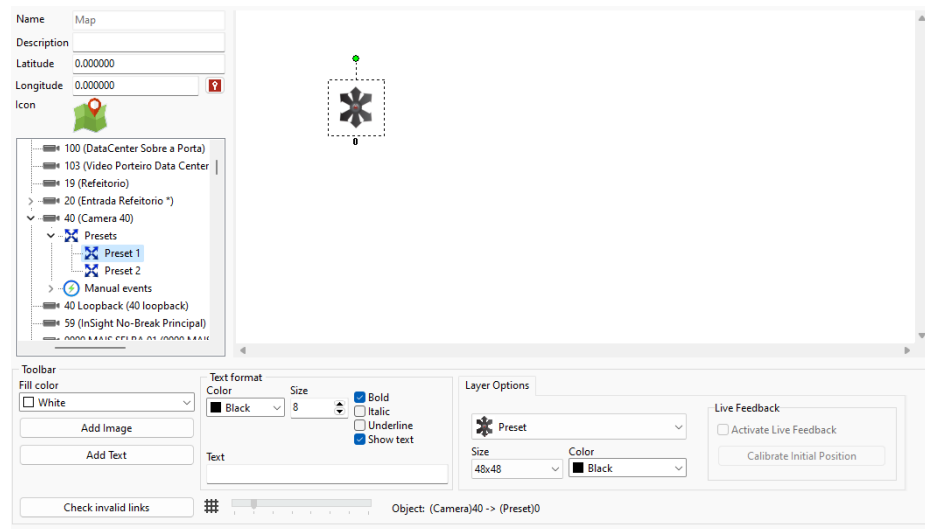 Name Map
Description
Latitude 0.000000
Longitude 0.000000
Icon
0
100 (DataCenter Sobre a Porta)
103 (Video Porteiro Data Center
19 (Refeitorio)
20 (Entrada Refeitorio *)
40 (Camera 40)
Presets
Preset 1
Preset 2
Manual events
40 Loopback (40 loopback)
59 (InSight No-Break Principal)
Toolbar
Fill color
White
Add Image
Add Text
Check invalid links
Text format
Color Size
Black 8
Bold
Italic
Underline
Show text
Text
Layer Options
Preset
Size Color
48x48 Black
Live Feedback
Activate Live Feedback
Calibrate Initial Position
Object: (Camera)40 -> (Preset)0